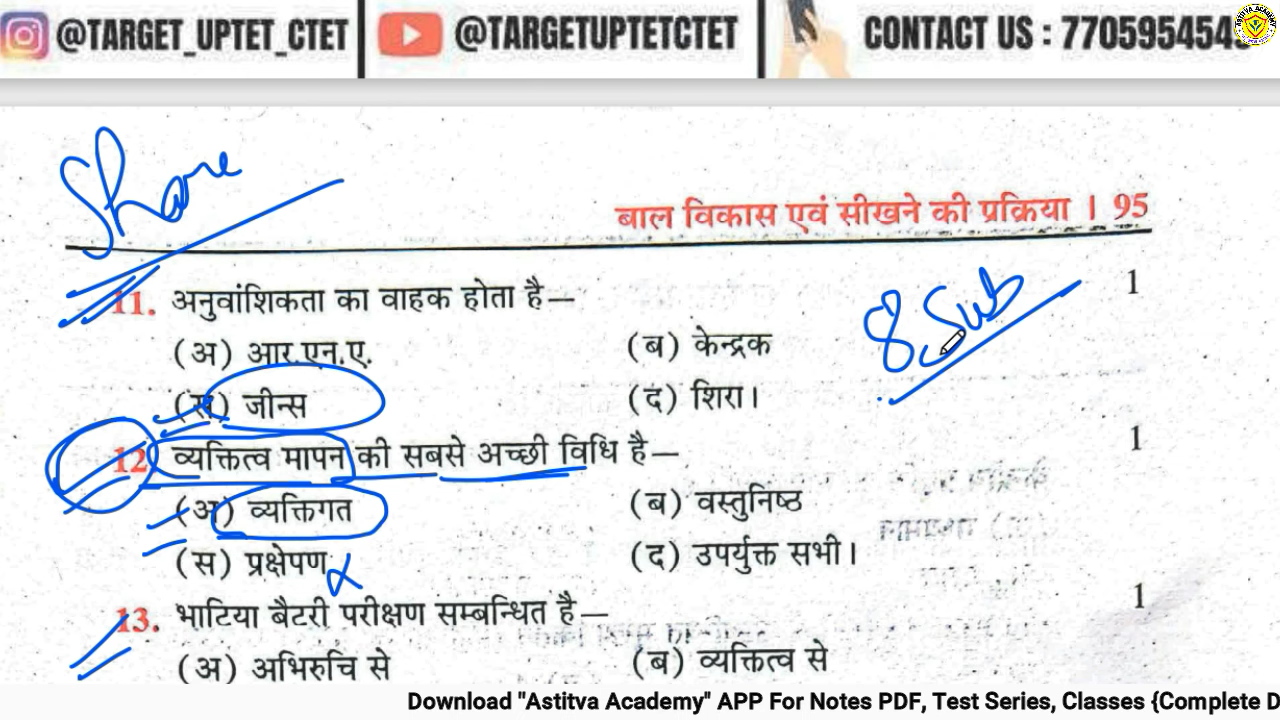 @TARGET_UPTET_CTET @TARGETUPTETCTET CONTACT US : 770595454
ASTITVA ACADEMY
Share
बाल विकास एवं सीखने की प्रक्रिया । 95
11. अनुवांशिकता का वाहक होता है— 1
(अ) आर.एन.ए. (ब) केन्द्रक
8 Sub
(स) जीन्स (द) शिरा।
12 व्यक्तित्व मापन की सबसे अच्छी विधि है— 1
(अ) व्यक्तिगत (ब) वस्तुनिष्ठ
(स) प्रक्षेपण (द) उपर्युक्त सभी।
13. भाटिया बैटरी परीक्षण सम्बन्धित है— 1
(अ) अभिरुचि से (ब) व्यक्तित्व से
Download "Astitva Academy" APP For Notes PDF, Test Series, Classes {Complete D